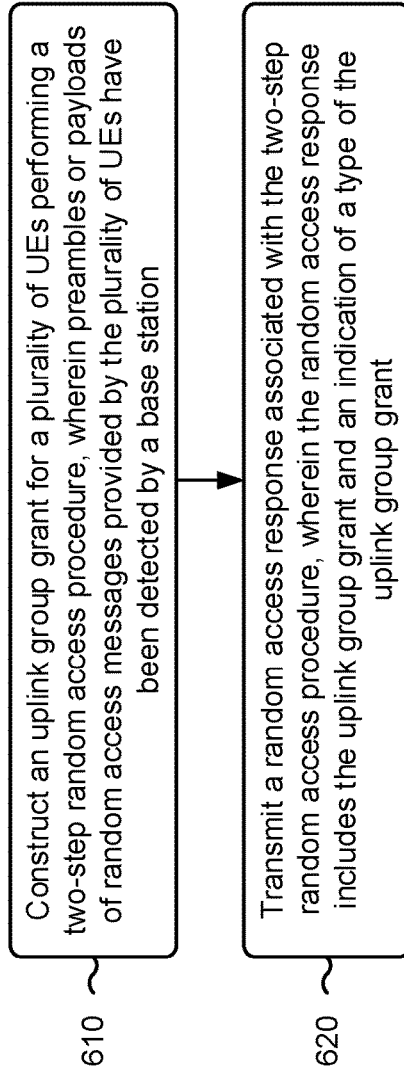 610
Construct an uplink group grant for a plurality of UEs performing a
two-step random access procedure, wherein preambles or payloads
of random access messages provided by the plurality of UEs have
been detected by a base station
620
Transmit a random access response associated with the two-step
random access procedure, wherein the random access response
includes the uplink group grant and an indication of a type of the
uplink group grant